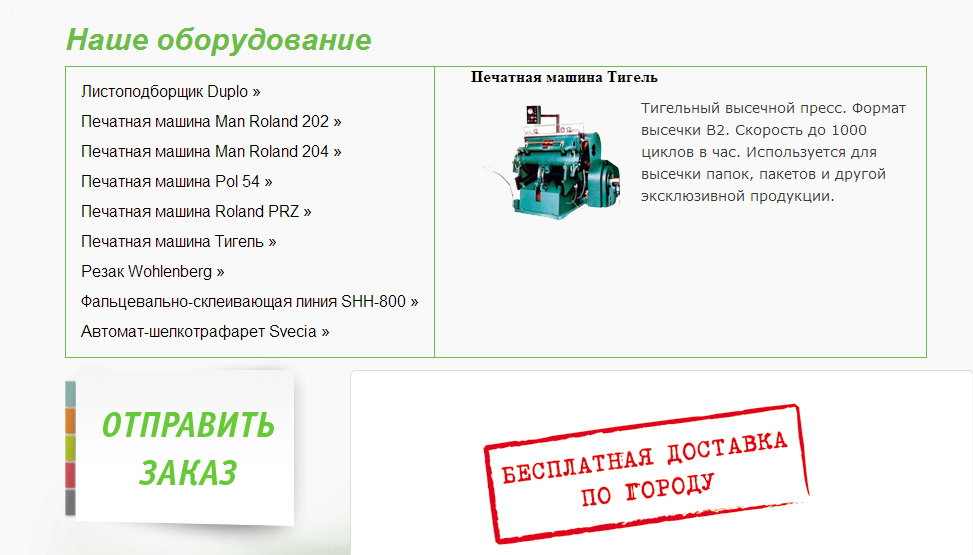 Наше оборудование
Листоподборщик Duplo »
Печатная машина Man Roland 202 »
Печатная машина Man Roland 204 »
Печатная машина Pol 54 »
Печатная машина Roland PRZ »
Печатная машина Тигель »
Резак Wohlenberg »
Фальцевально-склеивающая линия SHH-800 »
Автомат-шелкотрафарет Svecia »
Печатная машина Тигель
Тигельный высечной пресс. Формат
высечки В2. Скорость до 1000
циклов в час. Используется для
высечки папок, пакетов и другой
эксклюзивной продукции.
ОТПРАВИТЬ
ЗАКАЗ
БЕСПЛАТНАЯ ДОСТАВКА
ПО ГОРОДУ